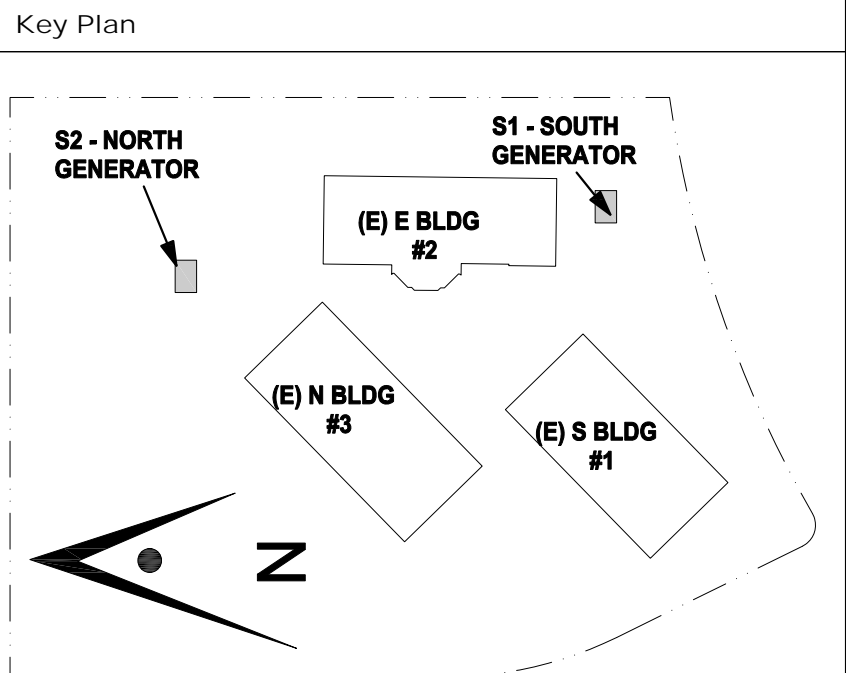 Key Plan
S2 - NORTH
GENERATOR
S1 - SOUTH
GENERATOR
(E) E BLDG
#2
(E) N BLDG
#3
(E) S BLDG
#1
N